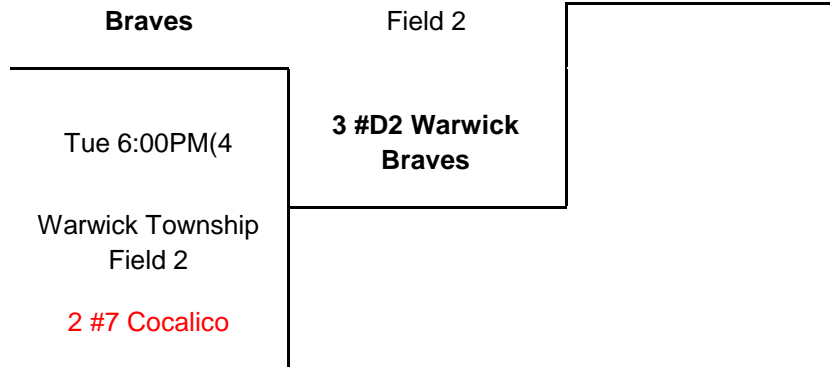 Braves
Field 2
Tue 6:00PM(4
3 #D2 Warwick
Braves
Warwick Township
Field 2
2 #7 Cocalico